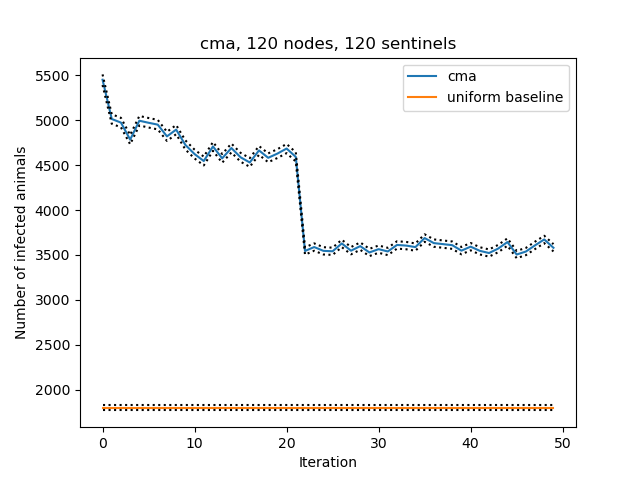 cma, 120 nodes, 120 sentinels
cma
uniform baseline
Number of infected animals
5500
5000
4500
4000
3500
3000
2500
2000
0 10 20 30 40 50
Iteration